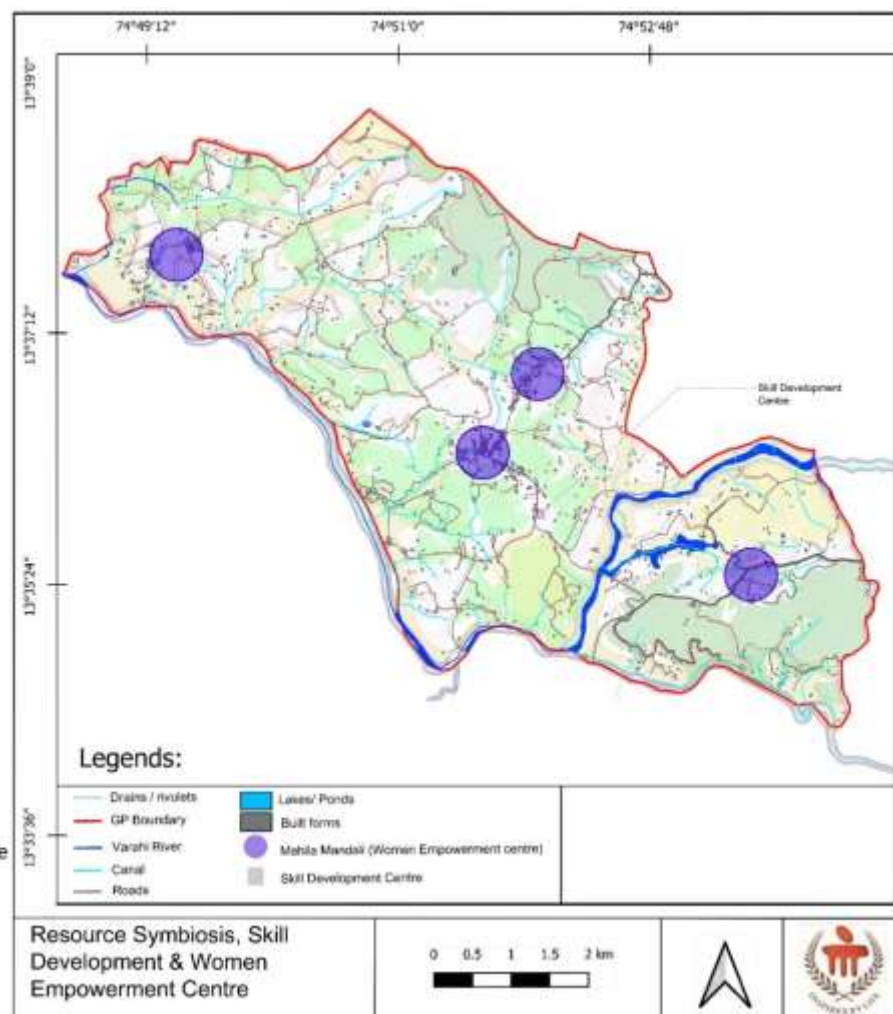 74°49'12"
74°51'0"
74°52'48"
13°39'0"
13°37'12"
13°35'24"
13°33'36"
Skill Development
Centre
Legends:
Drains / rivulets
GP Boundary
Varahi River
Canal
Roads
Lakes/ Ponds
Built forms
Mahila Mandali (Women Empowerment centre)
Skill Development Centre
Resource Symbiosis, Skill
Development & Women
Empowerment Centre
0 0.5 1 1.5 2 km
INSPIRED BY LIFE